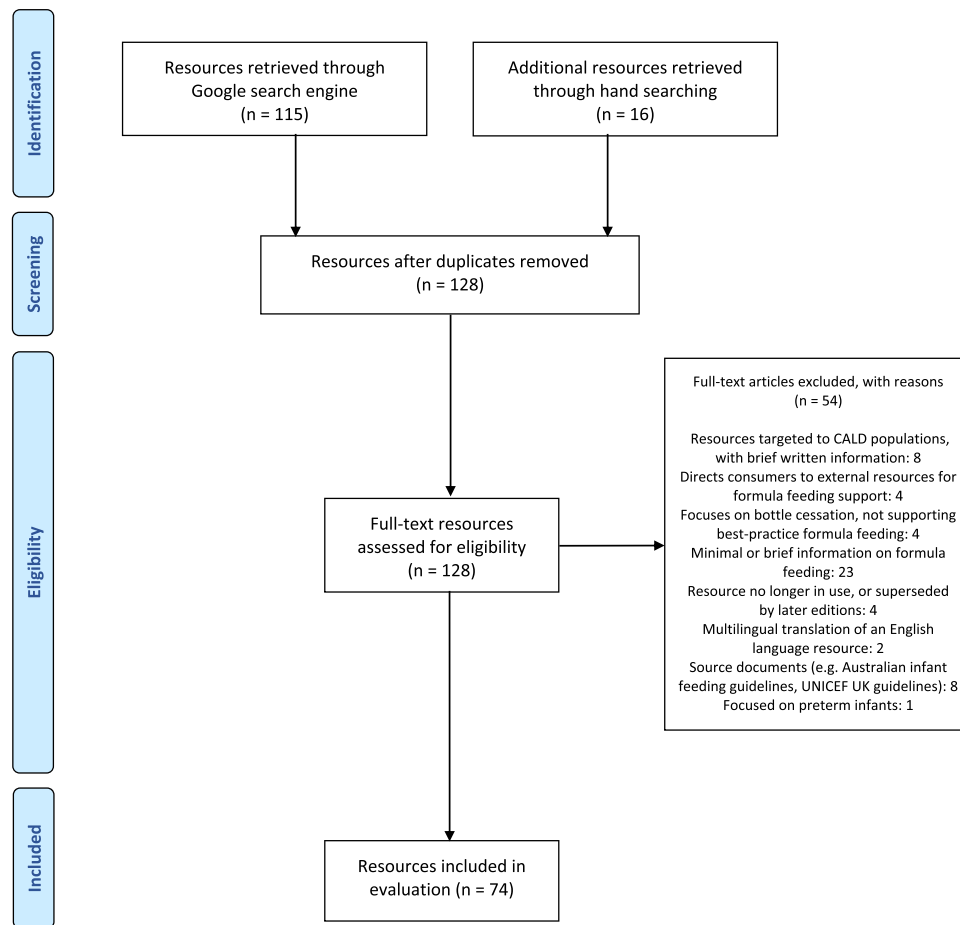 Identification
Resources retrieved through
Google search engine
(n = 115)
Additional resources retrieved
through hand searching
(n = 16)
Screening
Resources after duplicates removed
(n = 128)
Eligibility
Full-text resources
assessed for eligibility
(n = 128)
Full-text articles excluded, with reasons
(n = 54)
Resources targeted to CALD populations,
with brief written information: 8
Directs consumers to external resources for
formula feeding support: 4
Focuses on bottle cessation, not supporting
best-practice formula feeding: 4
Minimal or brief information on formula
feeding: 23
Resource no longer in use, or superseded
by later editions: 4
Multilingual translation of an English
language resource: 2
Source documents (e.g. Australian infant
feeding guidelines, UNICEF UK guidelines): 8
Focused on preterm infants: 1
Included
Resources included in
evaluation (n = 74)